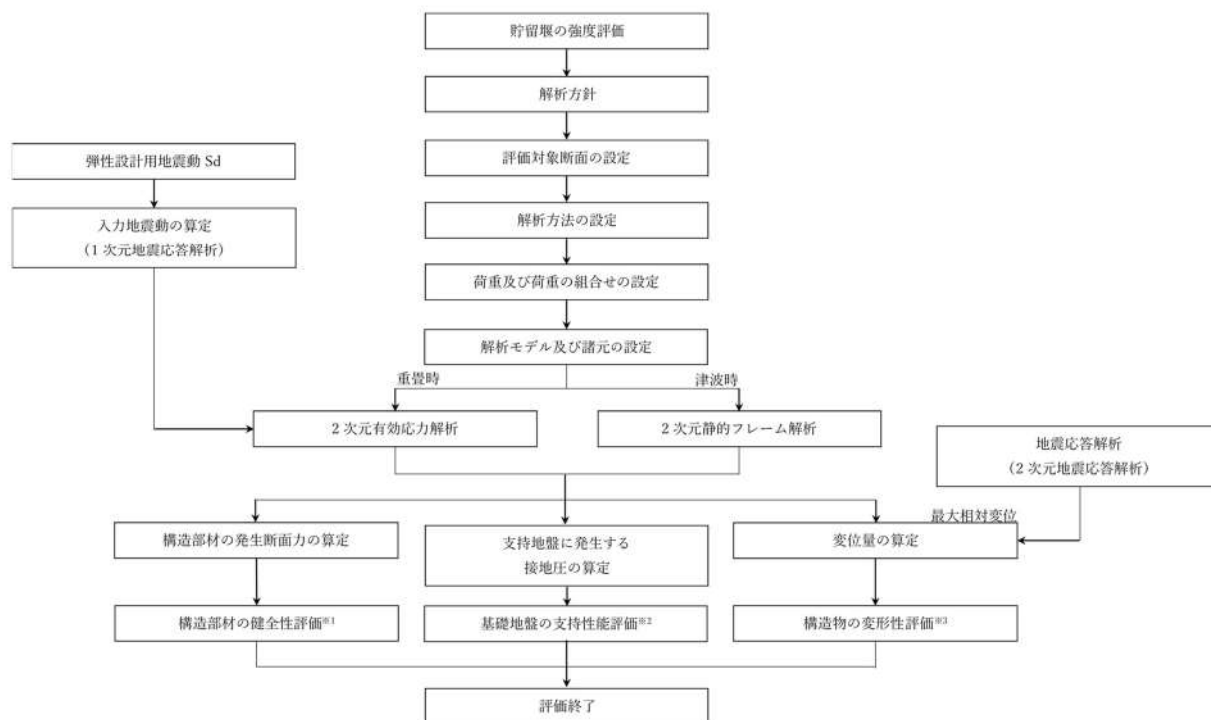 貯留堰の強度評価
解析方針
評価対象断面の設定
弾性設計用地震動 Sd
入力地震動の算定
（1 次元地震応答解析）
解析方法の設定
荷重及び荷重の組合せの設定
解析モデル及び諸元の設定
重畳時
津波時
2 次元有効応力解析
2 次元静的フレーム解析
地震応答解析
（2 次元地震応答解析）
最大相対変位
構造部材の発生断面力の算定
支持地盤に発生する
接地圧の算定
変位量の算定
構造部材の健全性評価※1
基礎地盤の支持性能評価※2
構造物の変形性評価※3
評価終了